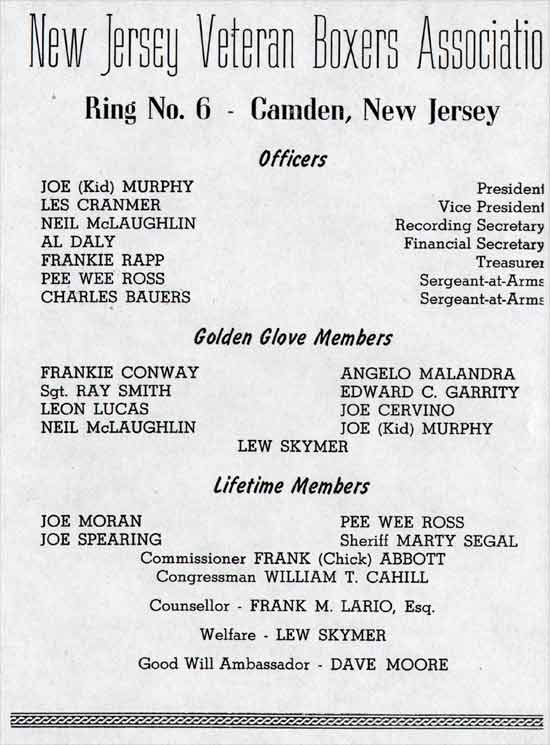 New Jersey Veteran Boxers Associatio
Ring No. 6 - Camden, New Jersey
Officers
JOE (Kid) MURPHY President
LES CRANMER Vice President
NEIL McLAUGHLIN Recording Secretary
AL DALY Financial Secretary
FRANKIE RAPP Treasurer
PEE WEE ROSS Sergeant-at-Arms
CHARLES BAUERS Sergeant-at-Arms
Golden Glove Members
FRANKIE CONWAY ANGELO MALANDRA
Sgt. RAY SMITH EDWARD C. GARRITY
LEON LUCAS JOE CERVINO
NEIL McLAUGHLIN JOE (Kid) MURPHY
LEW SKYMER
Lifetime Members
JOE MORAN PEE WEE ROSS
JOE SPEARING Sheriff MARTY SEGAL
Commissioner FRANK (Chick) ABBOTT
Congressman WILLIAM T. CAHILL
Counsellor - FRANK M. LARIO, Esq.
Welfare - LEW SKYMER
Good Will Ambassador - DAVE MOORE